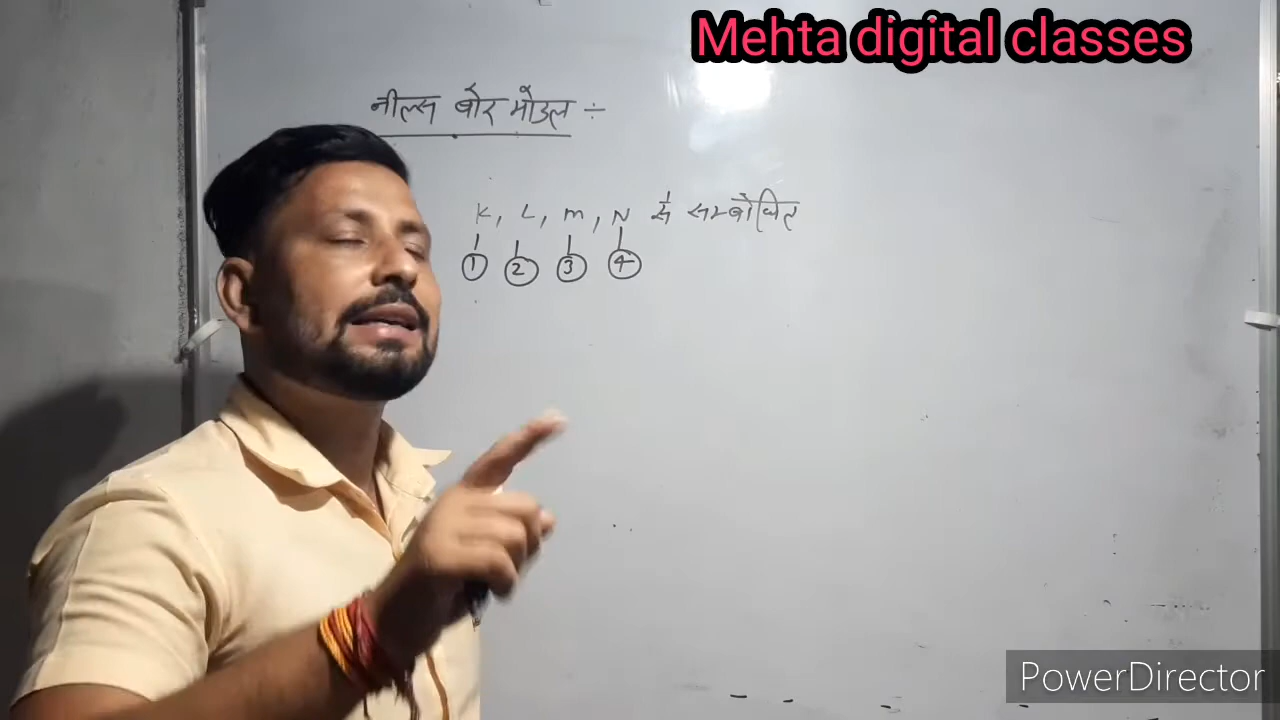 Mehta digital classes
नील्स बोर मॉडल ÷
K, L, M, N से सम्बोधित
1 2 3 4
PowerDirector